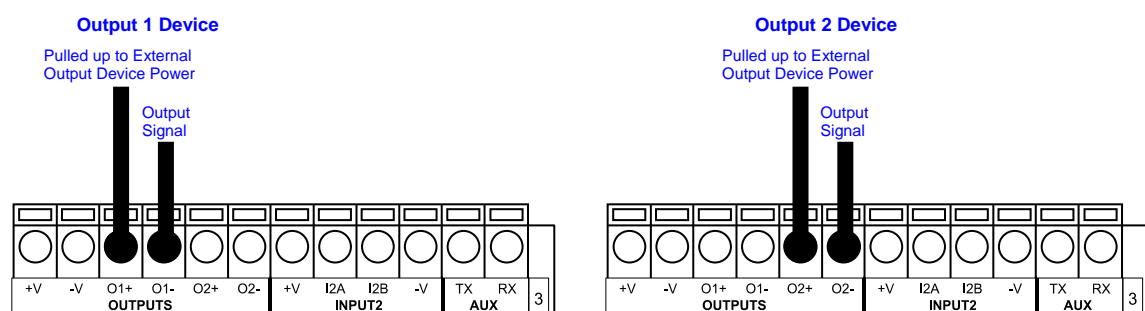 Output 1 Device
Pulled up to External
Output Device Power
Output
Signal
+V -V O1+ O1- O2+ O2- +V I2A I2B -V TX RX
OUTPUTS INPUT2 AUX 3
Output 2 Device
Pulled up to External
Output Device Power
Output
Signal
+V -V O1+ O1- O2+ O2- +V I2A I2B -V TX RX
OUTPUTS INPUT2 AUX 3